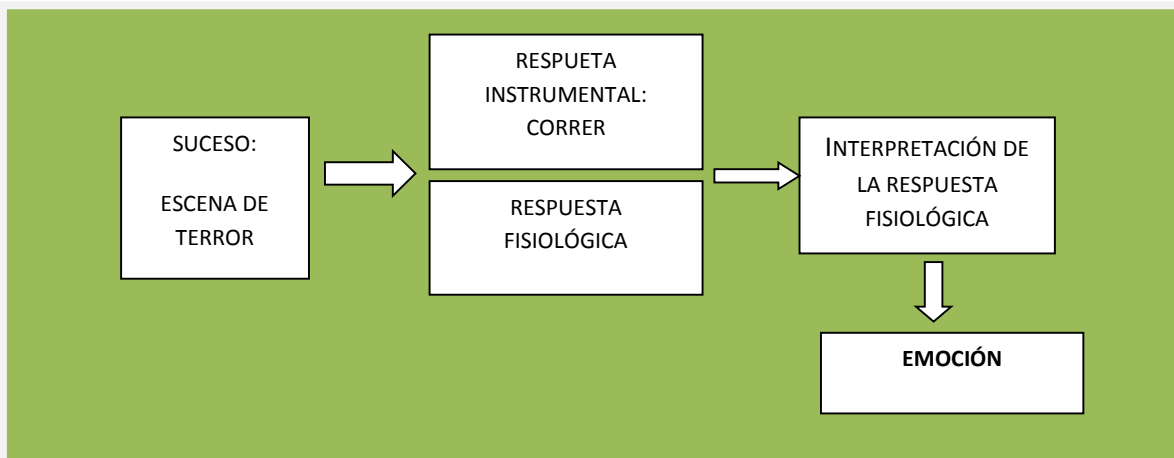 SUCESO:
ESCENA DE
TERROR
RESPUETA
INSTRUMENTAL:
CORRER
RESPUESTA
FISIOLÓGICA
INTERPRETACIÓN DE
LA RESPUESTA
FISIOLÓGICA
EMOCIÓN